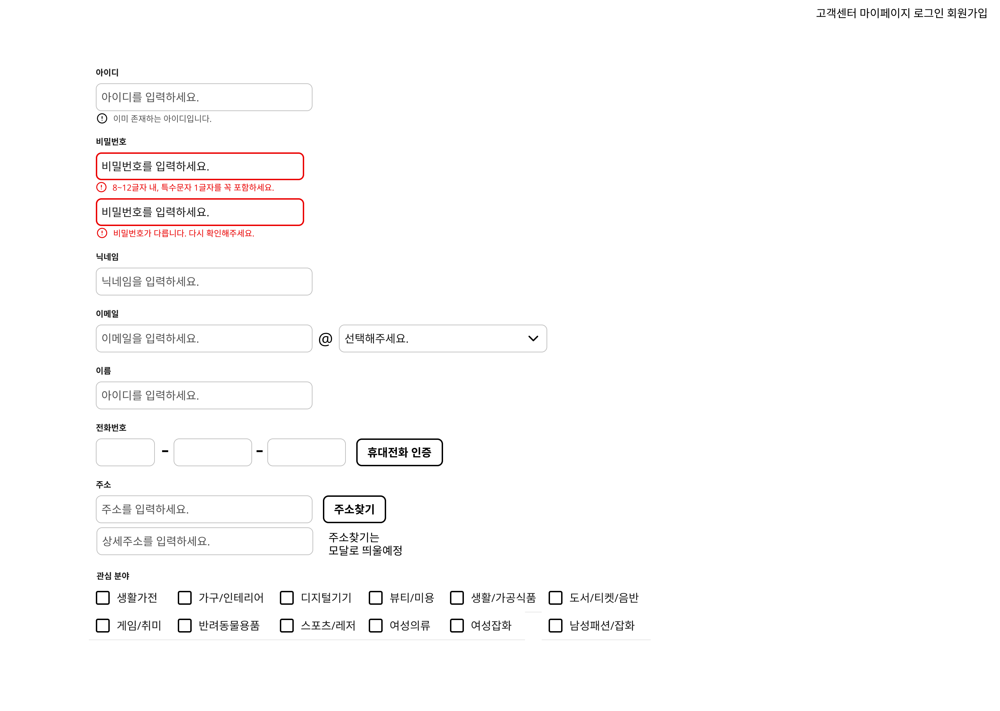 고객센터 마이페이지 로그인 회원가입
아이디
아이디를 입력하세요.
이미 존재하는 아이디입니다.
비밀번호
비밀번호를 입력하세요.
8~12글자 내, 특수문자 1글자를 꼭 포함하세요.
비밀번호를 입력하세요.
비밀번호가 다릅니다. 다시 확인해주세요.
닉네임
닉네임을 입력하세요.
이메일
이메일을 입력하세요. @ 선택해주세요.
이름
아이디를 입력하세요.
전화번호
- - 휴대전화 인증
주소
주소를 입력하세요. 주소찾기
상세주소를 입력하세요.
주소찾기는
모달로 띄울예정
관심 분야
생활가전 가구/인테리어 디지털기기 뷰티/미용 생활/가공식품 도서/티켓/음반
게임/취미 반려동물용품 스포츠/레저 여성의류 여성잡화 남성패션/잡화